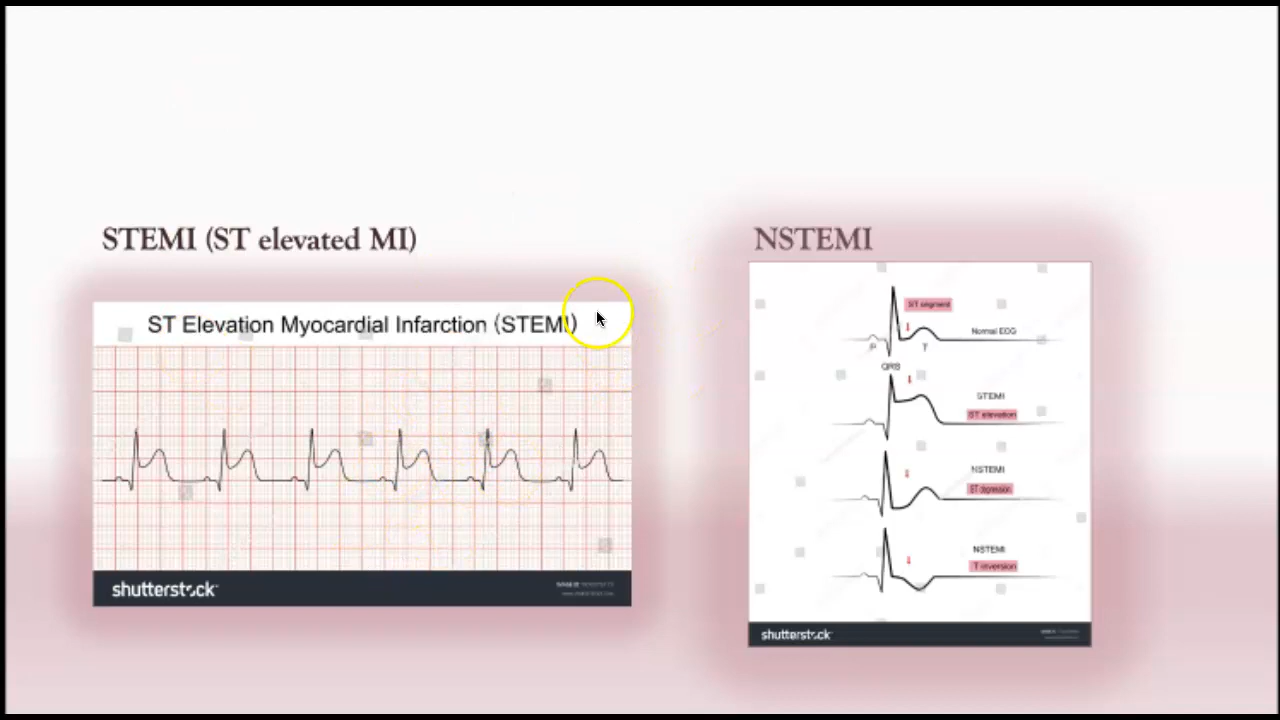 STEMI (ST elevated MI)
ST Elevation Myocardial Infarction (STEMI)
shutterstock
NSTEMI
ST segment
Normal ECG
P
T
QRS
STEMI
ST elevation
NSTEMI
ST
NSTEMI
T inversion
shutterstock